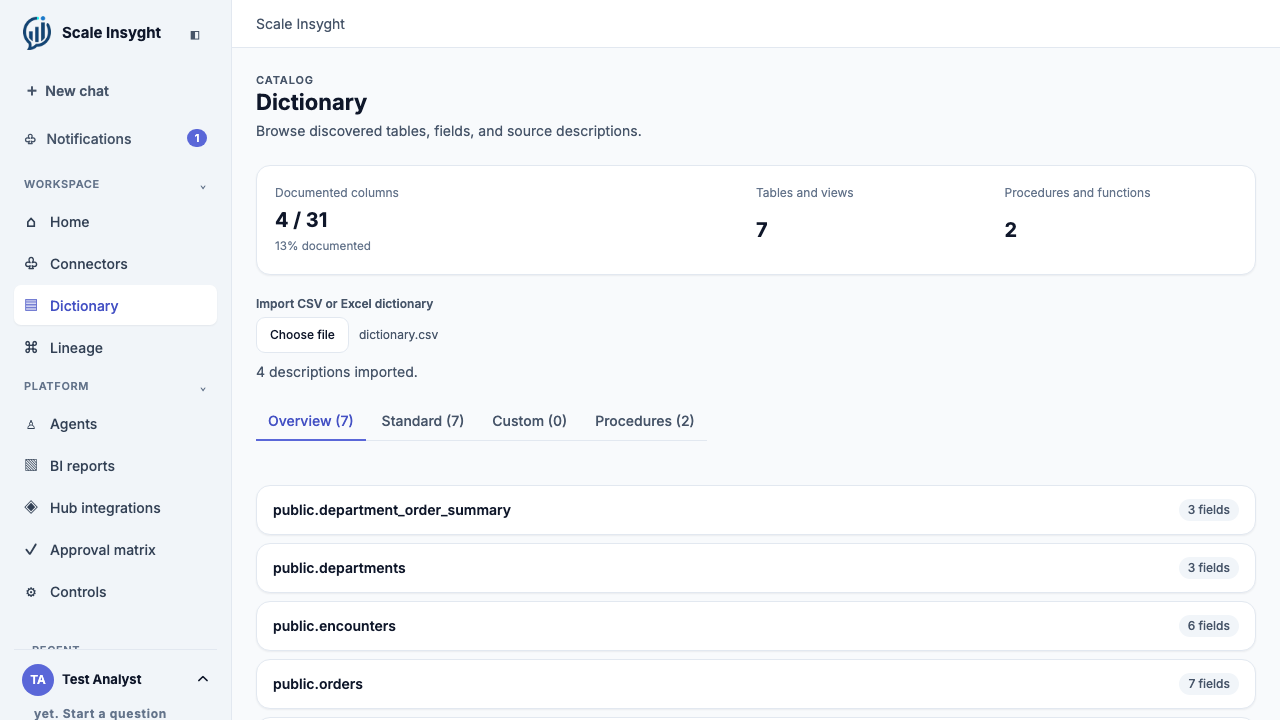 Scale Insyght
New chat
Notifications 1
WORKSPACE
Home
Connectors
Dictionary
Lineage
PLATFORM
Agents
BI reports
Hub integrations
Approval matrix
Controls
RECENT
TA Test Analyst
yet. Start a question
Scale Insyght
CATALOG
Dictionary
Browse discovered tables, fields, and source descriptions.
Documented columns
4 / 31
13% documented
Tables and views
7
Procedures and functions
2
Import CSV or Excel dictionary
Choose file dictionary.csv
4 descriptions imported.
Overview (7) Standard (7) Custom (0) Procedures (2)
public.department_order_summary 3 fields
public.departments 3 fields
public.encounters 6 fields
public.orders 7 fields